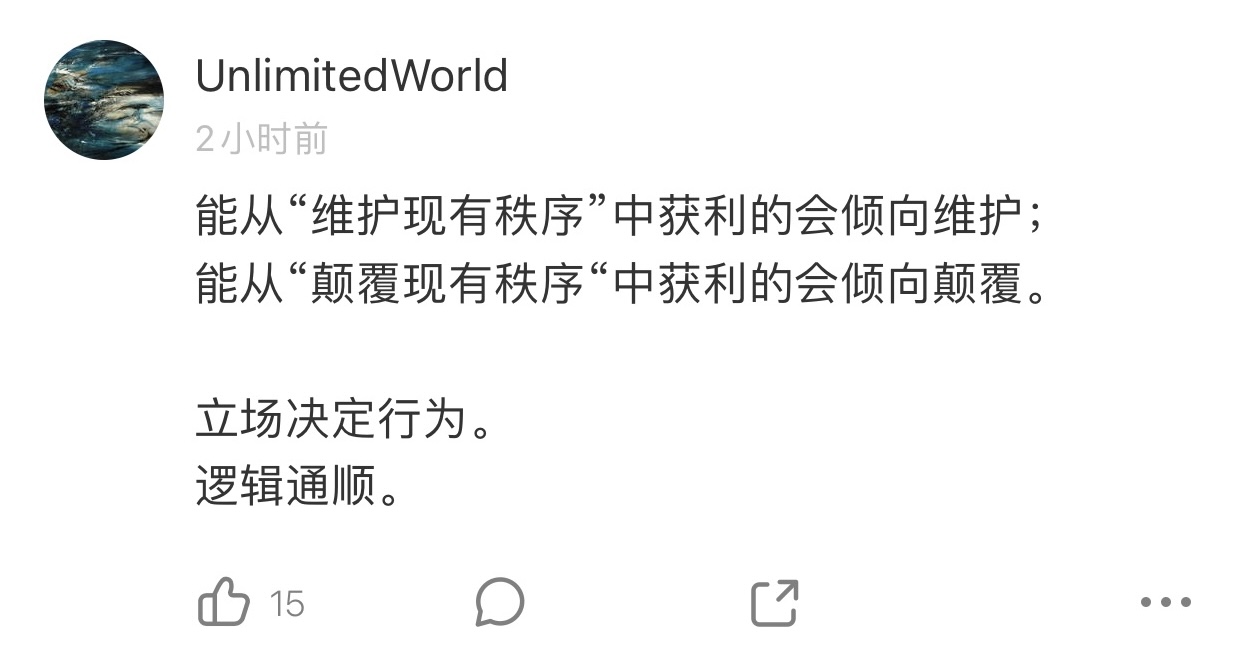 UnlimitedWorld
2小时前
能从“维护现有秩序”中获利的会倾向维护；
能从“颠覆现有秩序“中获利的会倾向颠覆。
立场决定行为。
逻辑通顺。
15